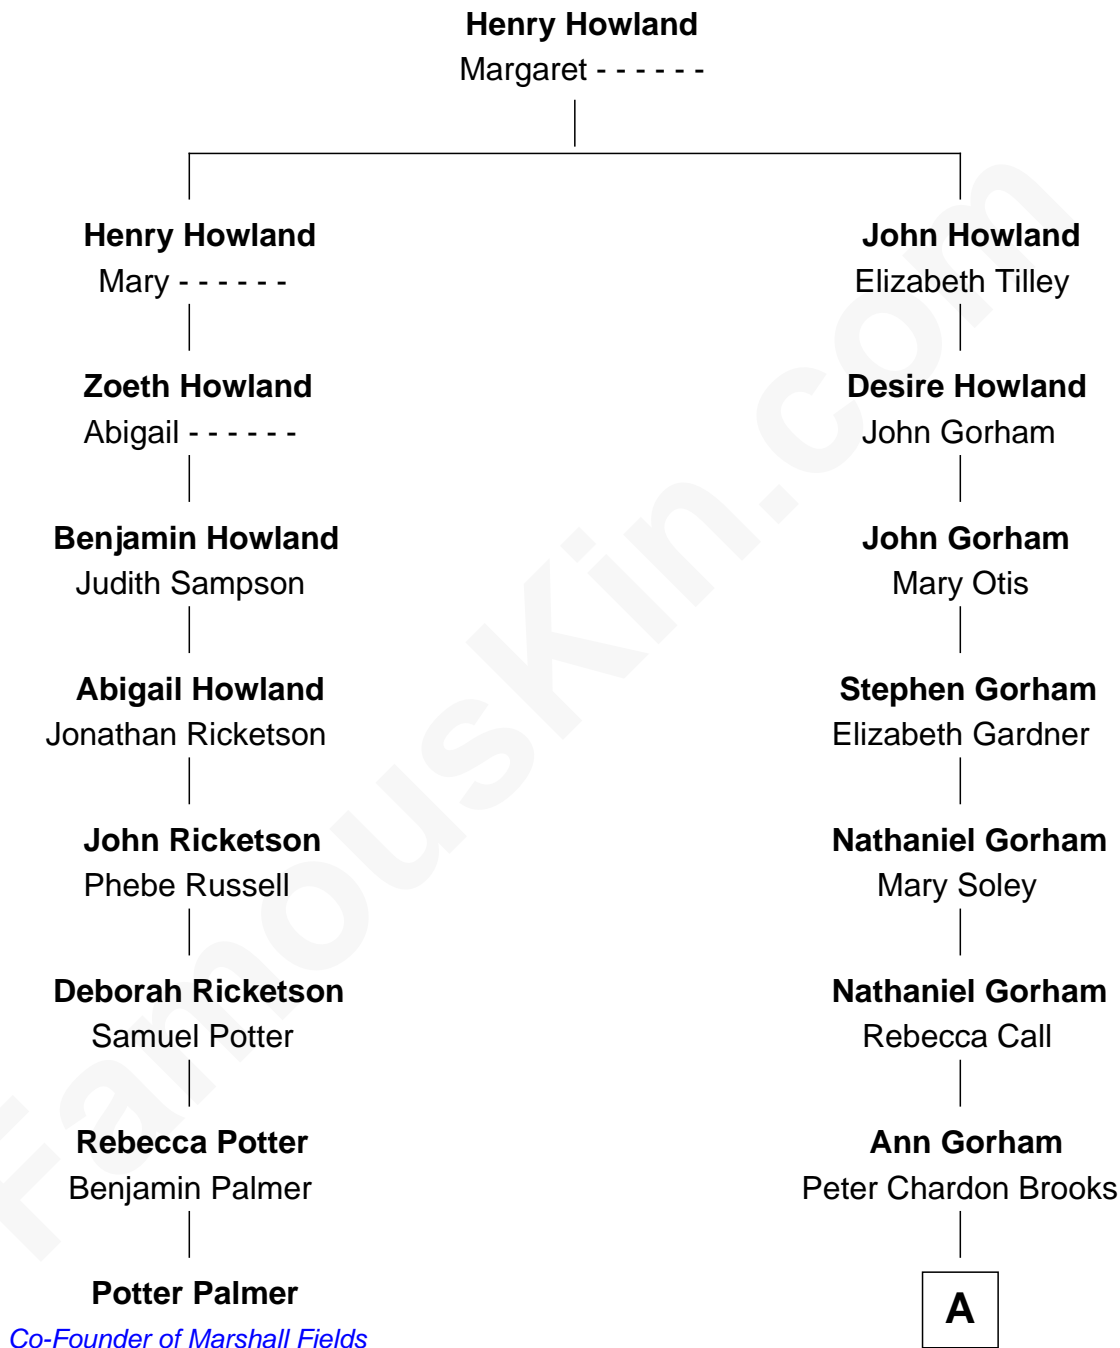 Henry Howland
Margaret - - - - - -
Henry Howland
Mary - - - - - -
John Howland
Elizabeth Tilley
Zoeth Howland
Abigail - - - - - -
Desire Howland
John Gorham
Benjamin Howland
Judith Sampson
John Gorham
Mary Otis
Abigail Howland
Jonathan Ricketson
Stephen Gorham
Elizabeth Gardner
John Ricketson
Phebe Russell
Nathaniel Gorham
Mary Soley
Deborah Ricketson
Samuel Potter
Nathaniel Gorham
Rebecca Call
Rebecca Potter
Benjamin Palmer
Ann Gorham
Peter Chardon Brooks
Potter Palmer
Co-Founder of Marshall Fields
A
FamousKin.com